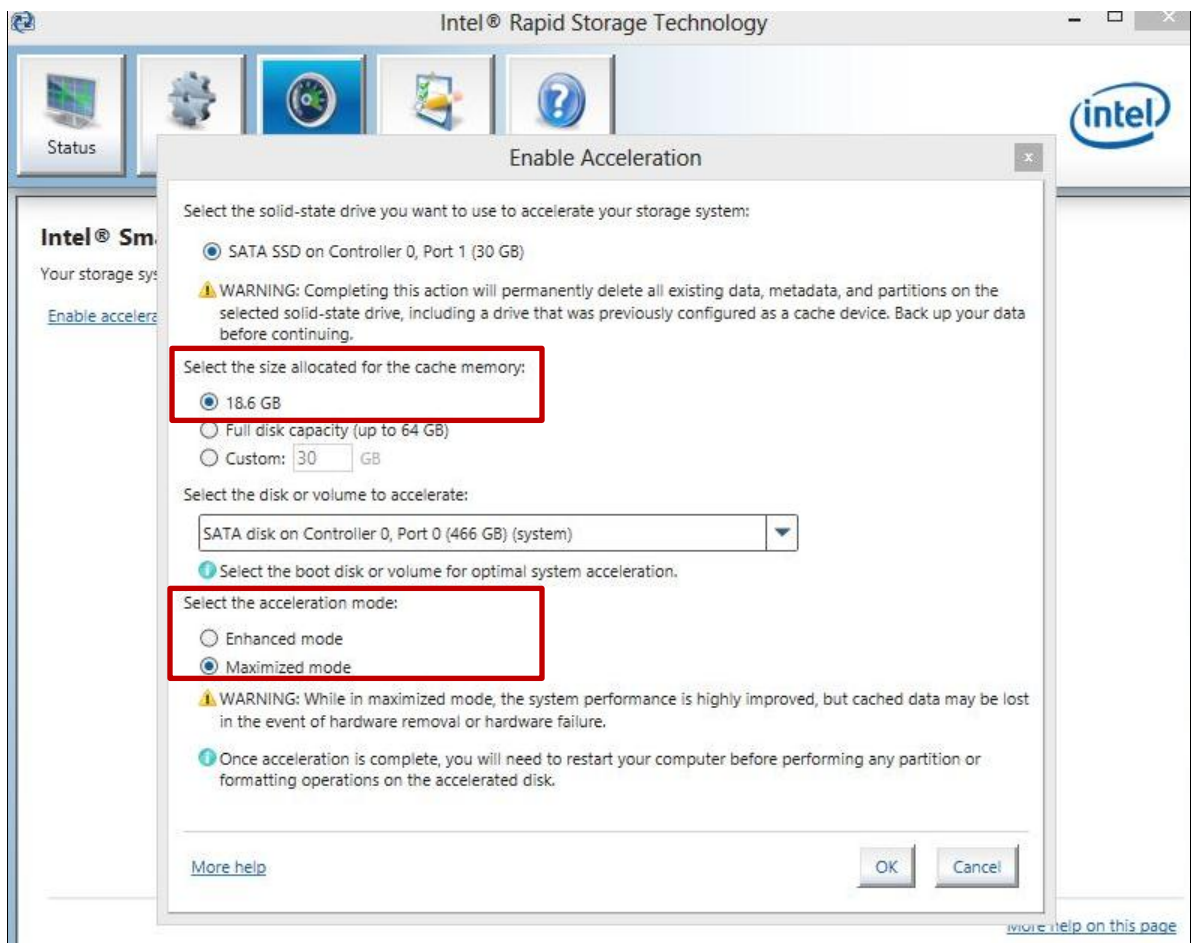 Intel® Rapid Storage Technology
Status
intel
Enable Acceleration
x
Intel® Sm
Your storage sys
Enable accelera
Select the solid-state drive you want to use to accelerate your storage system:
SATA SSD on Controller 0, Port 1 (30 GB)
WARNING: Completing this action will permanently delete all existing data, metadata, and partitions on the
selected solid-state drive, including a drive that was previously configured as a cache device. Back up your data
before continuing.
Select the size allocated for the cache memory:
18.6 GB
Full disk capacity (up to 64 GB)
Custom: 30 GB
Select the disk or volume to accelerate:
SATA disk on Controller 0, Port 0 (466 GB) (system)
Select the boot disk or volume for optimal system acceleration.
Select the acceleration mode:
Enhanced mode
Maximized mode
WARNING: While in maximized mode, the system performance is highly improved, but cached data may be lost
in the event of hardware removal or hardware failure.
Once acceleration is complete, you will need to restart your computer before performing any partition or
formatting operations on the accelerated disk.
More help
OK
Cancel
More help on this page